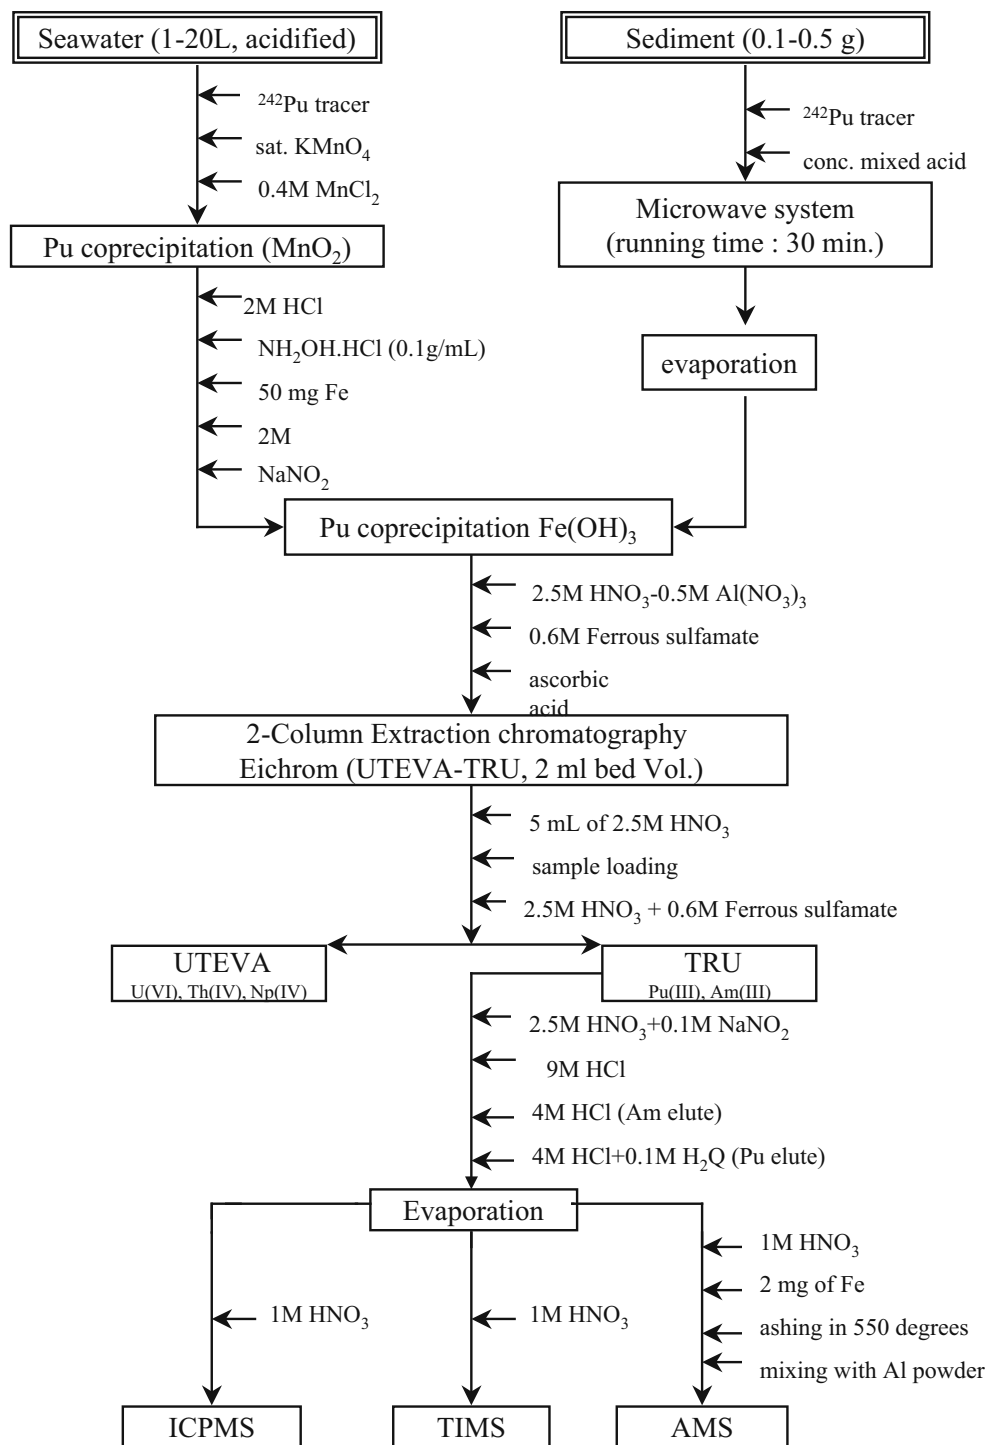 Seawater (1-20L, acidified)
²⁴²Pu tracer
sat. KMnO₄
0.4M MnCl₂
Pu coprecipitation (MnO₂)
2M HCl
NH₂OH.HCl (0.1g/mL)
50 mg Fe
2M
NaNO₂
Sediment (0.1-0.5 g)
²⁴²Pu tracer
conc. mixed acid
Microwave system
(running time : 30 min.)
evaporation
Pu coprecipitation Fe(OH)₃
2.5M HNO₃-0.5M Al(NO₃)₃
0.6M Ferrous sulfamate
ascorbic
acid
2-Column Extraction chromatography
Eichrom (UTEVA-TRU, 2 ml bed Vol.)
5 mL of 2.5M HNO₃
sample loading
2.5M HNO₃ + 0.6M Ferrous sulfamate
UTEVA
U(VI), Th(IV), Np(IV)
TRU
Pu(III), Am(III)
2.5M HNO₃+0.1M NaNO₂
9M HCl
4M HCl (Am elute)
4M HCl+0.1M H₂Q (Pu elute)
Evaporation
1M HNO₃
ICPMS
1M HNO₃
TIMS
1M HNO₃
2 mg of Fe
ashing in 550 degrees
mixing with Al powder
AMS